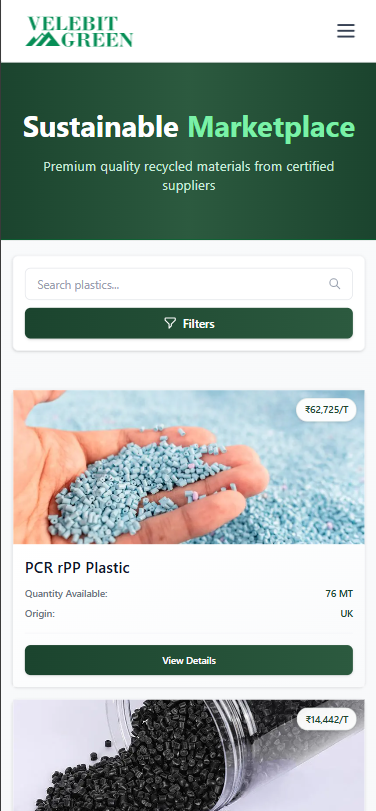 VELEBIT
GREEN
Sustainable Marketplace
Premium quality recycled materials from certified
suppliers
Search plastics...
Filters
₹62,725/T
PCR rPP Plastic
Quantity Available: 76 MT
Origin: UK
View Details
₹14,442/T